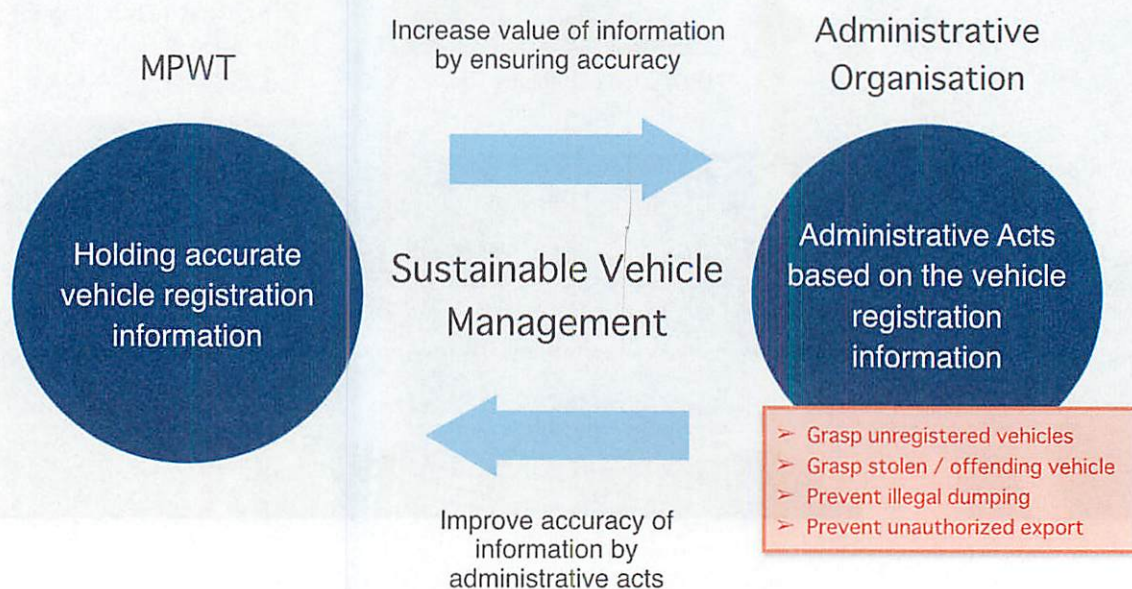 MPWT
Holding accurate
vehicle registration
information
Increase value of information
by ensuring accuracy
Sustainable Vehicle
Management
Improve accuracy of
information by
administrative acts
Administrative
Organisation
Administrative Acts
based on the vehicle
registration
information
➢ Grasp unregistered vehicles
➢ Grasp stolen / offending vehicle
➢ Prevent illegal dumping
➢ Prevent unauthorized export